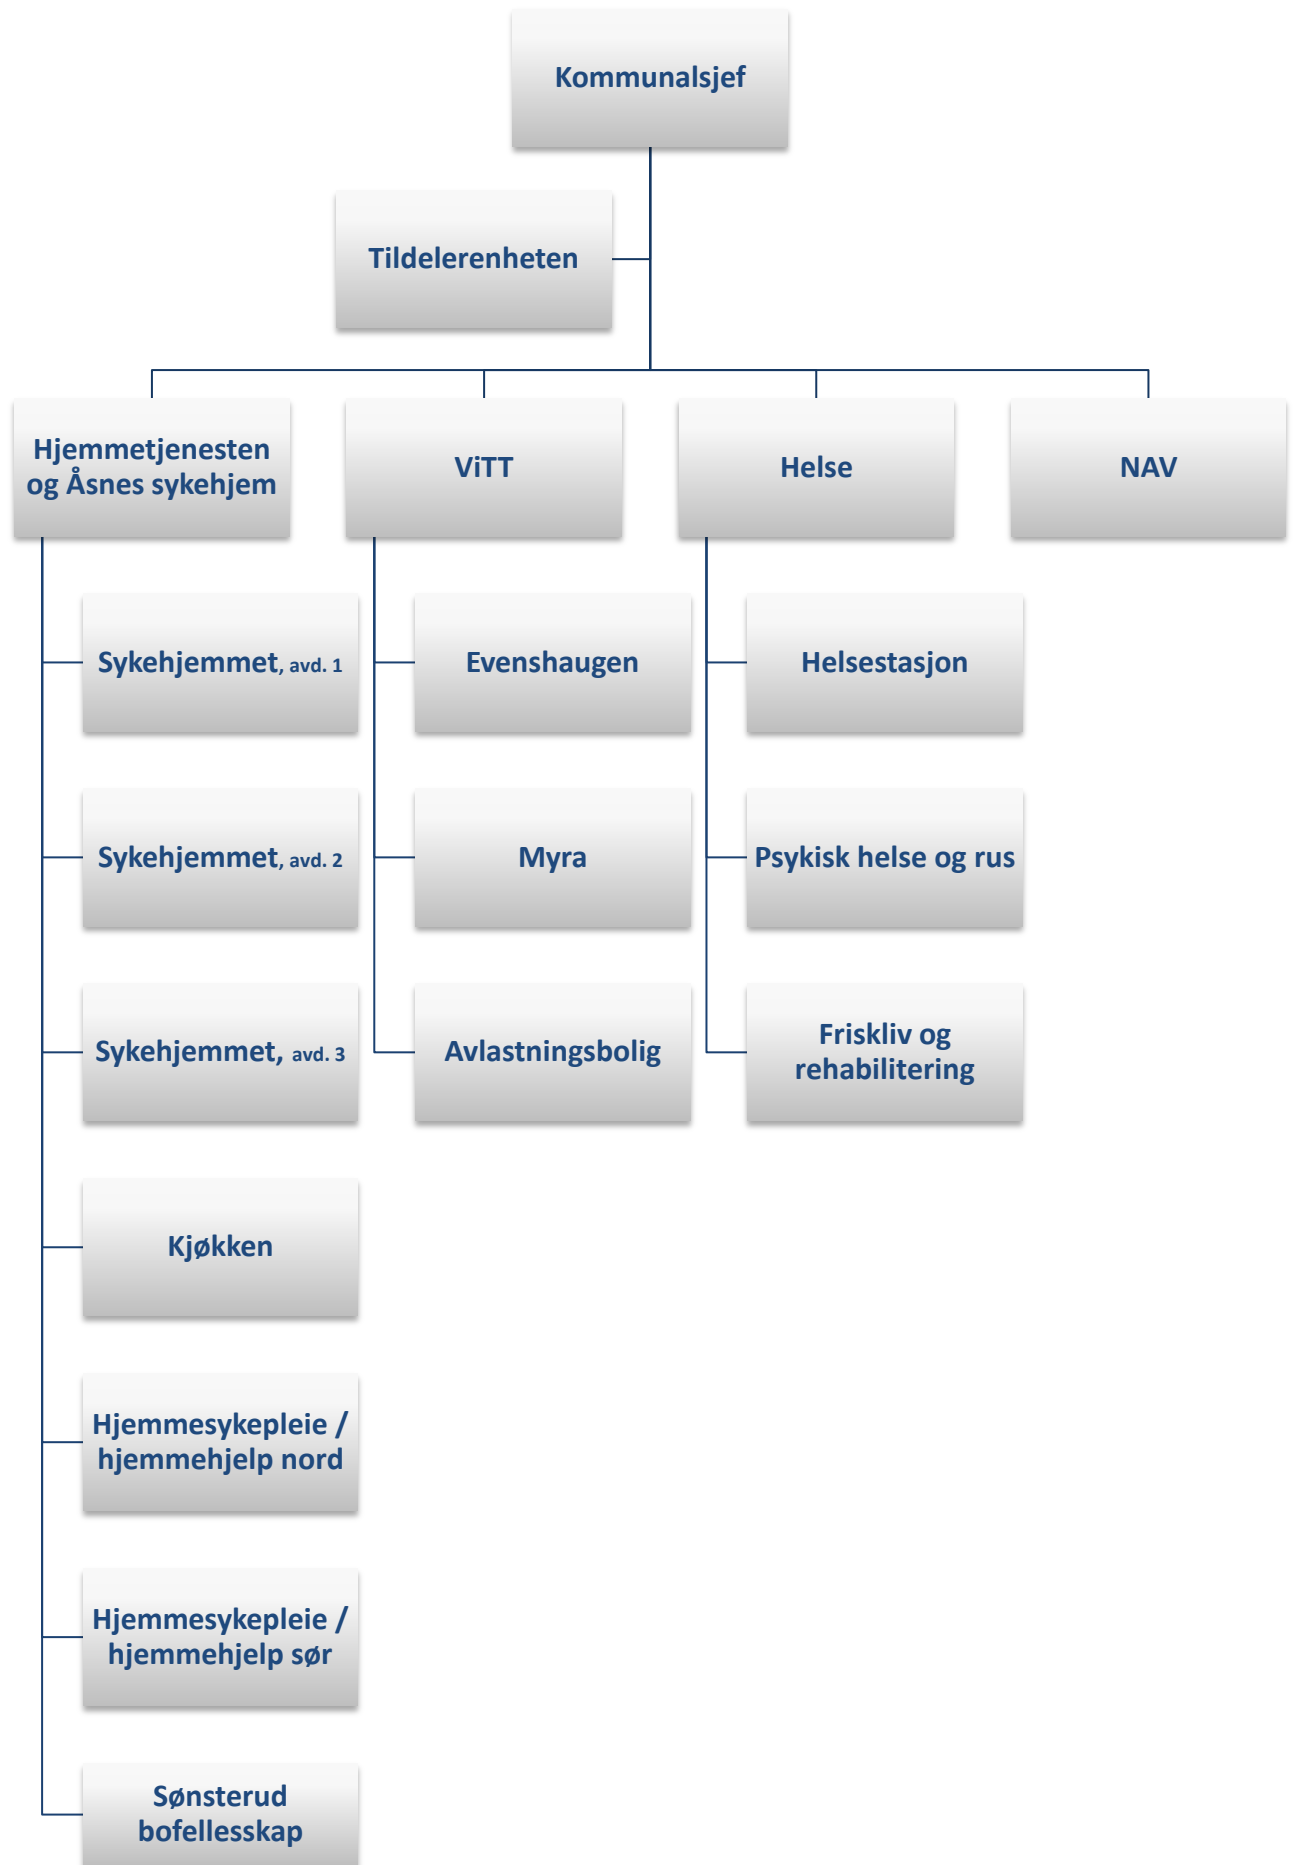 Kommunalsjef
Tildelerenheten
Hjemmetjenesten
og Åsnes sykehjem
ViTT
Helse
NAV
Sykehjemmet, avd. 1
Evenshaugen
Helsestasjon
Sykehjemmet, avd. 2
Myra
Psykisk helse og rus
Sykehjemmet, avd. 3
Avlastningsbolig
Friskliv og
rehabilitering
Kjøkken
Hjemmesykepleie /
hjemmehjelp nord
Hjemmesykepleie /
hjemmehjelp sør
Sønsterud
bofellesskap